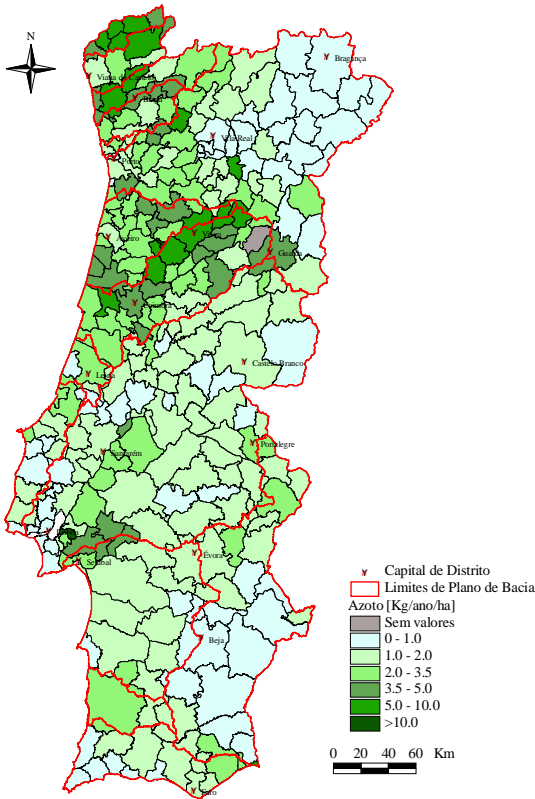 N
Bragança
Viana do Castelo
Braga
Vila Real
Porto
Aveiro
Viseu
Guarda
Coimbra
Castelo Branco
Leiria
Portalegre
Santarém
Évora
Setúbal
Beja
Faro
Capital de Distrito
Limites de Plano de Bacia
Azoto [Kg/ano/ha]
Sem valores
0 - 1.0
1.0 - 2.0
2.0 - 3.5
3.5 - 5.0
5.0 - 10.0
>10.0
0 20 40 60 Km